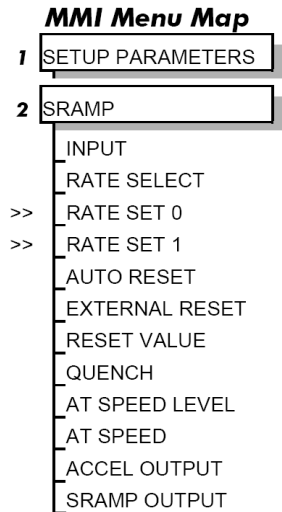 MMI Menu Map
1 SETUP PARAMETERS
2 SRAMP
INPUT
RATE SELECT
>> RATE SET 0
>> RATE SET 1
AUTO RESET
EXTERNAL RESET
RESET VALUE
QUENCH
AT SPEED LEVEL
AT SPEED
ACCEL OUTPUT
SRAMP OUTPUT